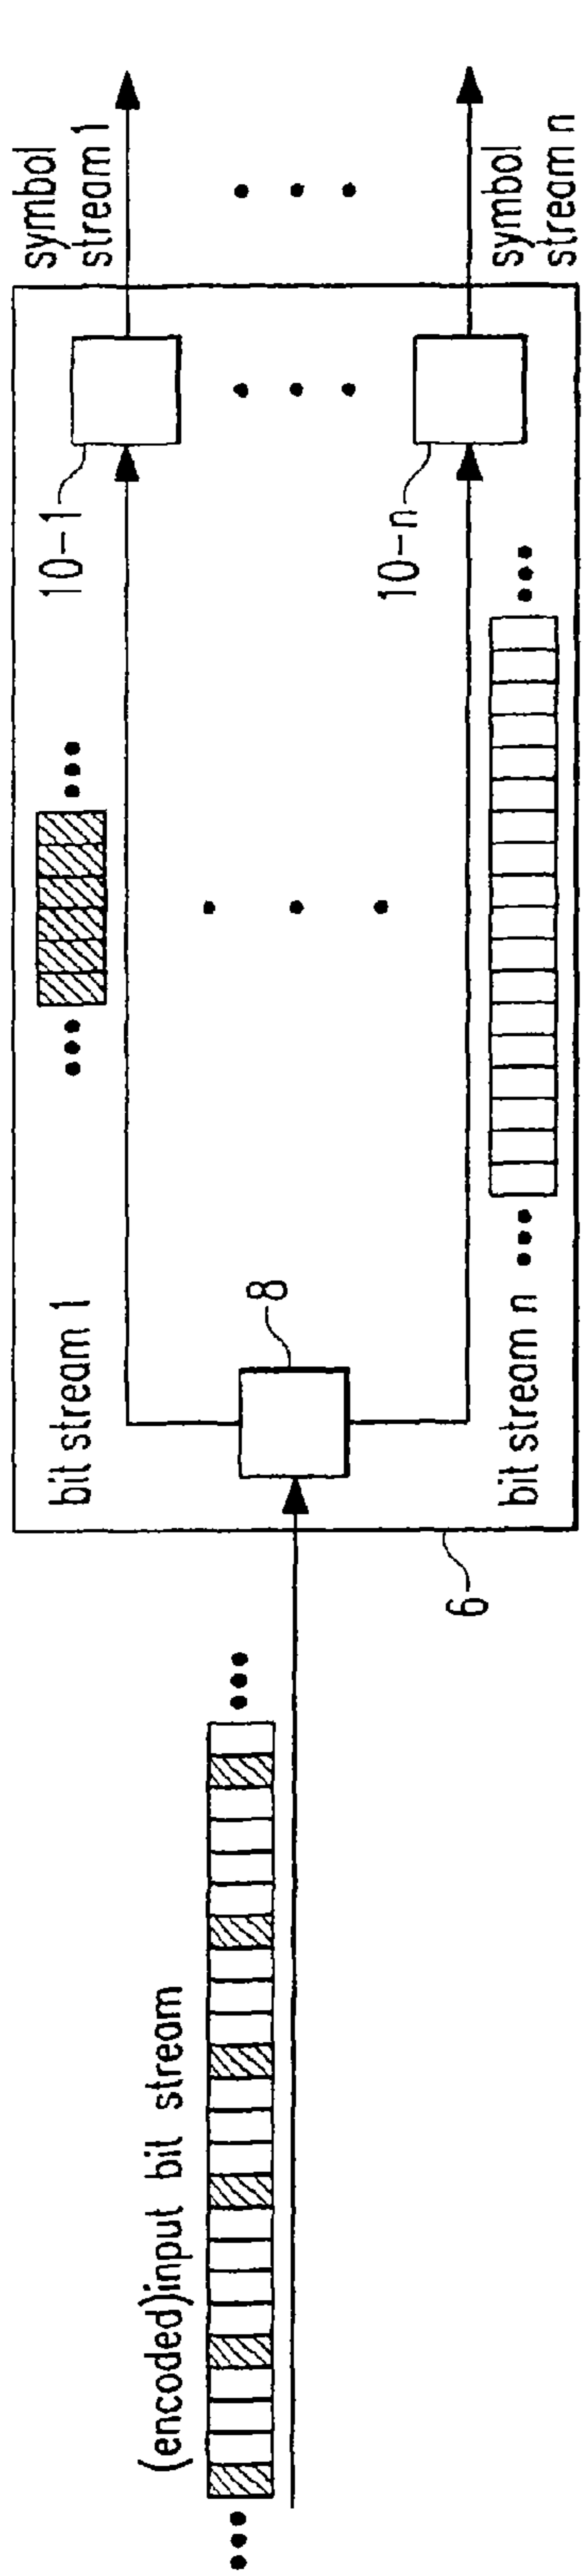 (encoded)input bit stream
6
8
bit stream 1
bit stream n
10-1
10-n
symbol
stream 1
symbol
stream n